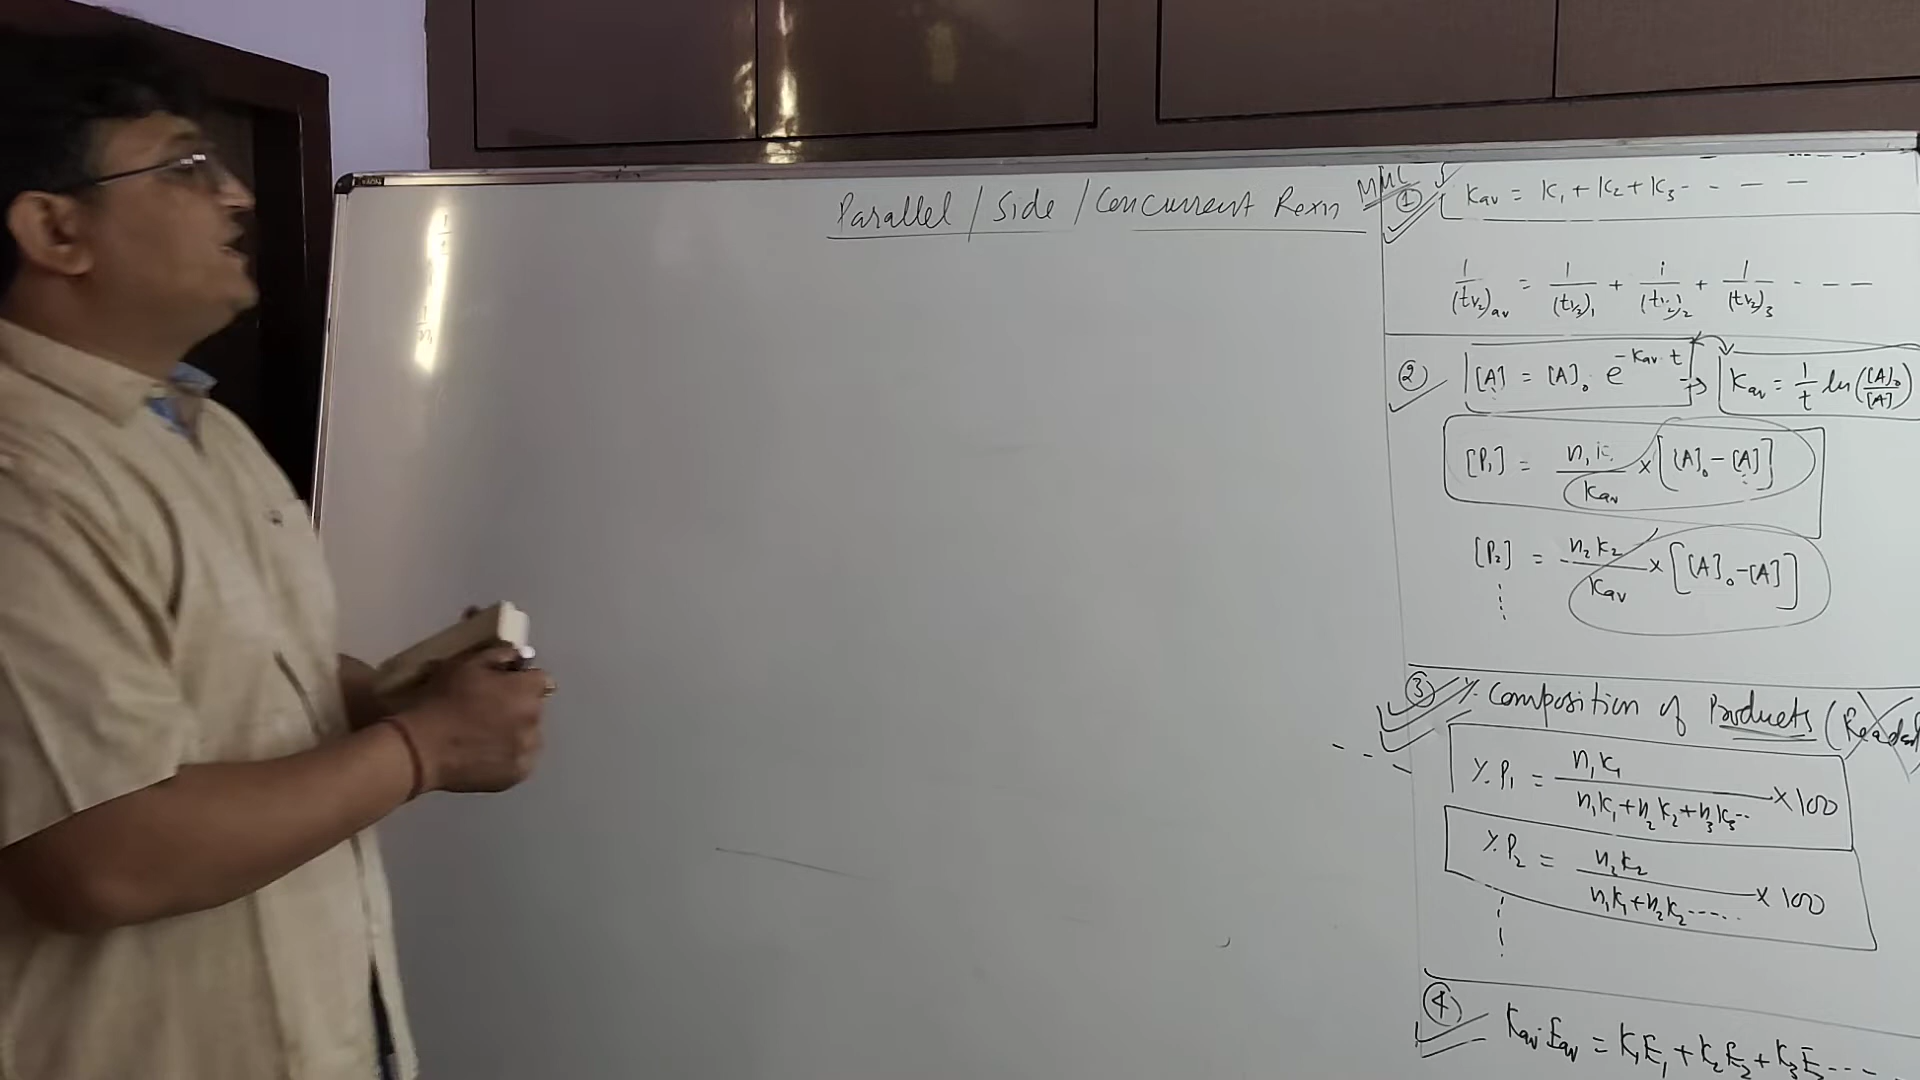 Parallel / Side / Concurrent Rexn
MMC
① Kav = K₁ + K₂ + K₃ - - - -
1/(t½)av = 1/(t½)₁ + 1/(t½)₂ + 1/(t½)₃ - - - -
② [A] = [A]₀ e^(-Kav.t) → Kav = 1/t ln([A]₀/[A])
[P₁] = n₁K₁/Kav × [[A]₀ - [A]]
[P₂] = n₂K₂/Kav × [[A]₀ - [A]]
③ % Composition of Products
%P₁ = n₁K₁/(n₁K₁ + n₂K₂ + n₃K₃ ..) × 100
%P₂ = n₂K₂/(n₁K₁ + n₂K₂ ......) × 100
④ Kav.Eav = K₁E₁ + K₂E₂ + K₃E₃ - - - -